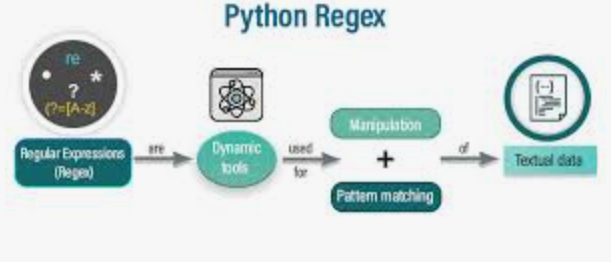 Python Regex
re
. *
?
(?=[A-z]
Regular Expressions
(Regex)
are
Dynamic
tools
used
for
Manipulation
+
Pattern matching
of
{--}
Textual data